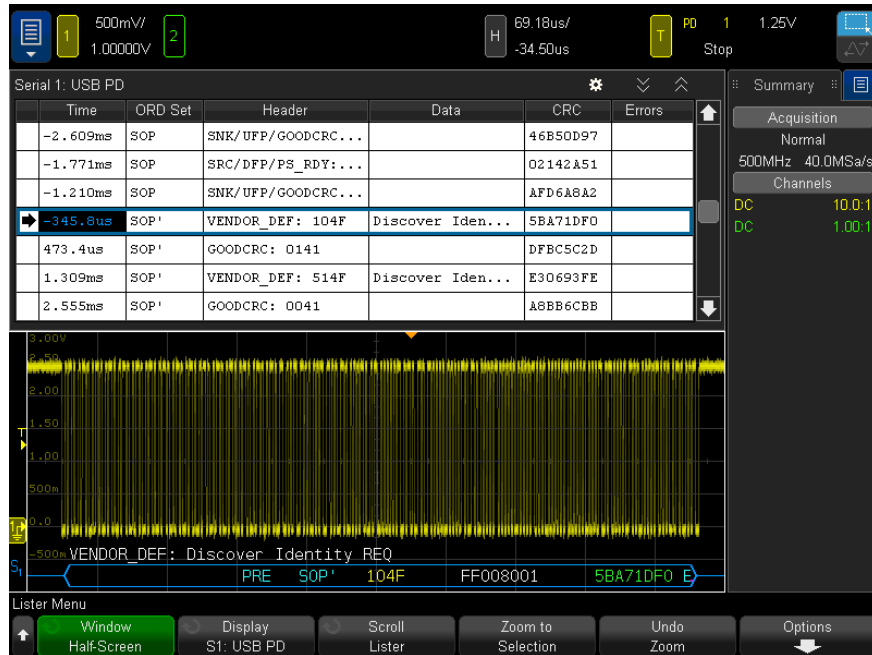 1 500mV/ 2 H 69.18us/ T PD 1 1.25V
1.00000V -34.50us Stop
Serial 1: USB PD
Summary
Time ORD Set Header Data CRC Errors
-2.609ms SOP SNK/UFP/GOODCRC... 46B50D97
-1.771ms SRC/DFP/PS_RDY:... 02142A51
-1.210ms SOP SNK/UFP/GOODCRC... AFD6A8A2
-345.8us SOP' VENDOR_DEF: 104F Discover Iden... 5BA71DF0
473.4us SOP' GOODCRC: 0141 DFBC5C2D
1.309ms SOP' VENDOR_DEF: 514F Discover Iden... E30693FE
2.555ms SOP' GOODCRC: 0041 A8BB6CBB
Acquisition
Normal
500MHz 40.0MSa/s
Channels
DC 10.0:1
DC 1.00:1
3.00V
2.50
2.00
1.50
T
1.00
500m
0.0
-500m
VENDOR_DEF: Discover Identity REQ
S1
PRE SOP' 104F FF008001 5BA71DF0 E
Lister Menu
Window Display Scroll Zoom to Undo Options
Half-Screen S1: USB PD Lister Selection Zoom